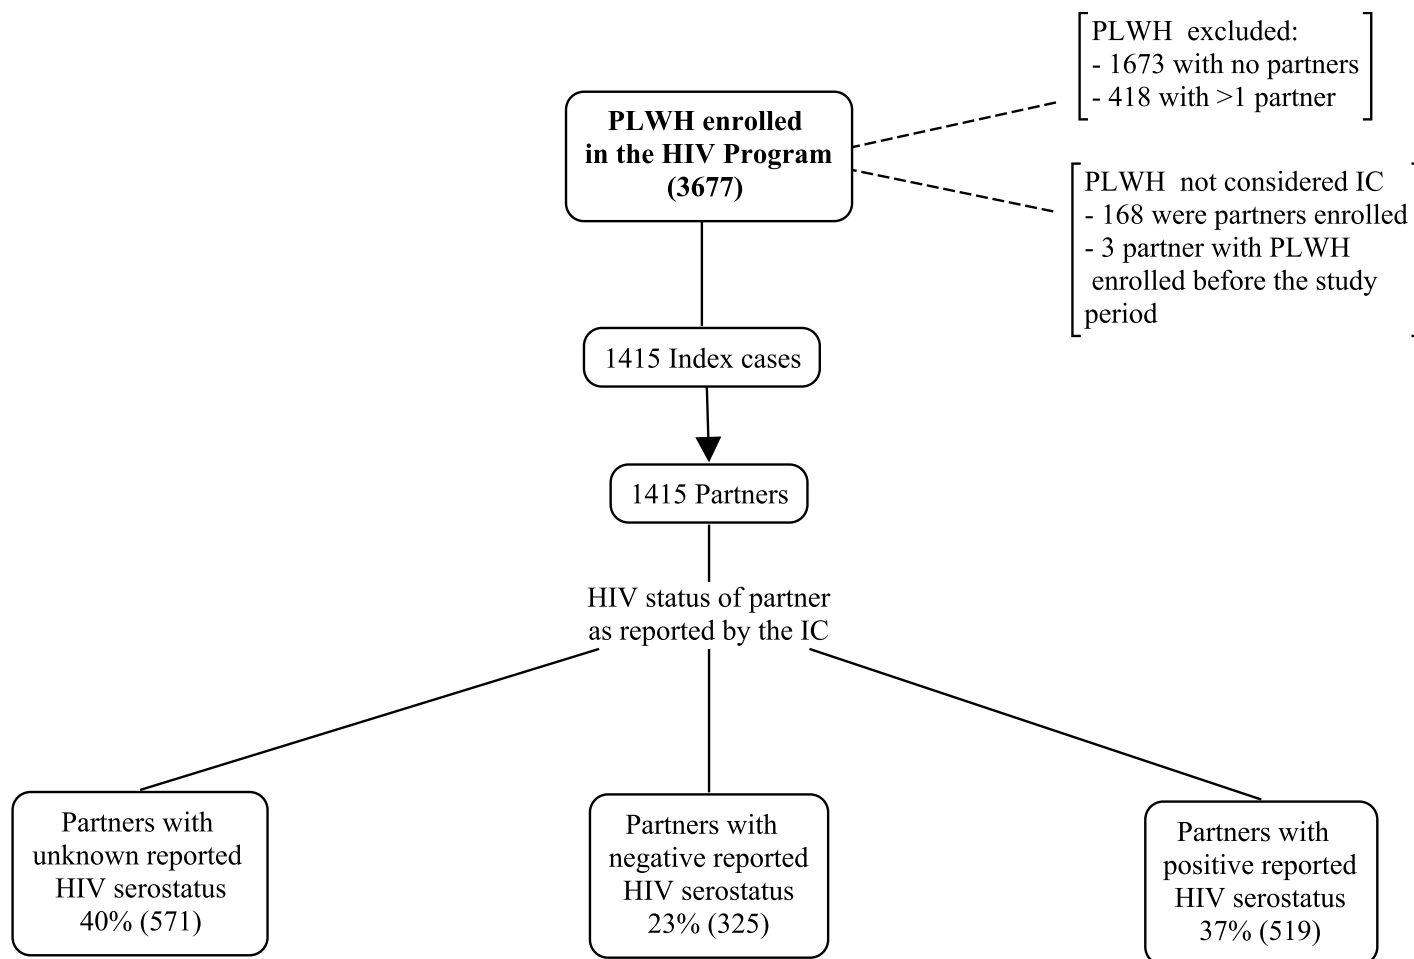 PLWH excluded:
- 1673 with no partners
- 418 with >1 partner
PLWH enrolled
in the HIV Program
(3677)
PLWH not considered IC
- 168 were partners enrolled
- 3 partner with PLWH
enrolled before the study
period
1415 Index cases
1415 Partners
HIV status of partner
as reported by the IC
Partners with
unknown reported
HIV serostatus
40% (571)
Partners with
negative reported
HIV serostatus
23% (325)
Partners with
positive reported
HIV serostatus
37% (519)